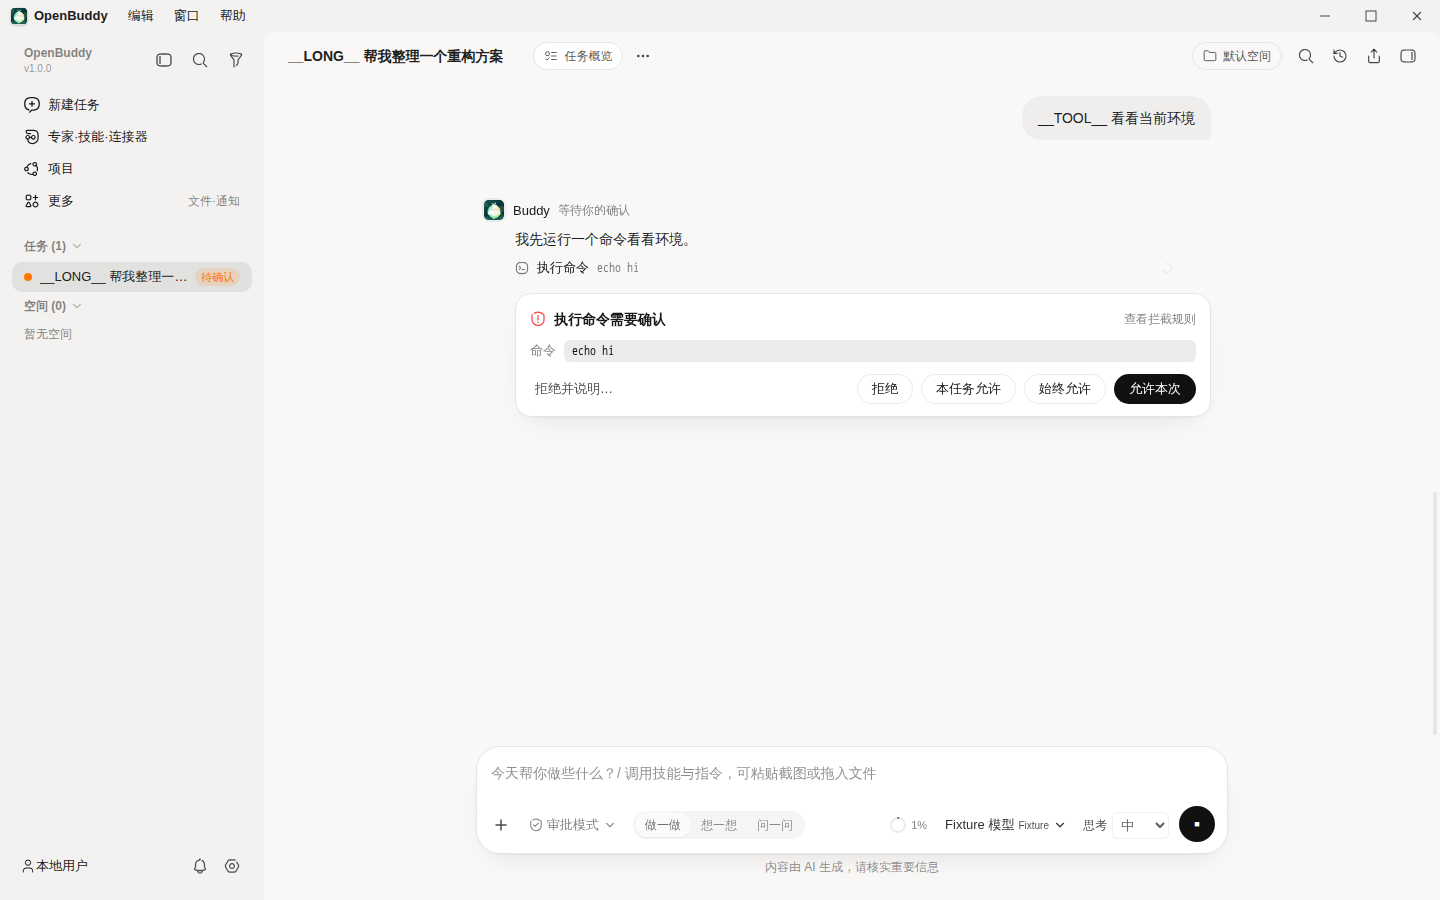 OpenBuddy 编辑 窗口 帮助
OpenBuddy
v1.0.0
新建任务
专家·技能·连接器
项目
更多 文件·通知
任务 (1)
__LONG__ 帮我整理一... 待确认
空间 (0)
暂无空间
本地用户
__LONG__ 帮我整理一个重构方案 任务概览 默认空间
__TOOL__ 看看当前环境
Buddy 等待你的确认
我先运行一个命令看看环境。
执行命令 echo hi
执行命令需要确认 查看拦截规则
命令 echo hi
拒绝并说明... 拒绝 本任务允许 始终允许 允许本次
今天帮你做些什么？/ 调用技能与指令，可粘贴截图或拖入文件
审批模式 做一做 想一想 问一问 1% Fixture 模型 Fixture 思考 中
内容由 AI 生成，请核实重要信息